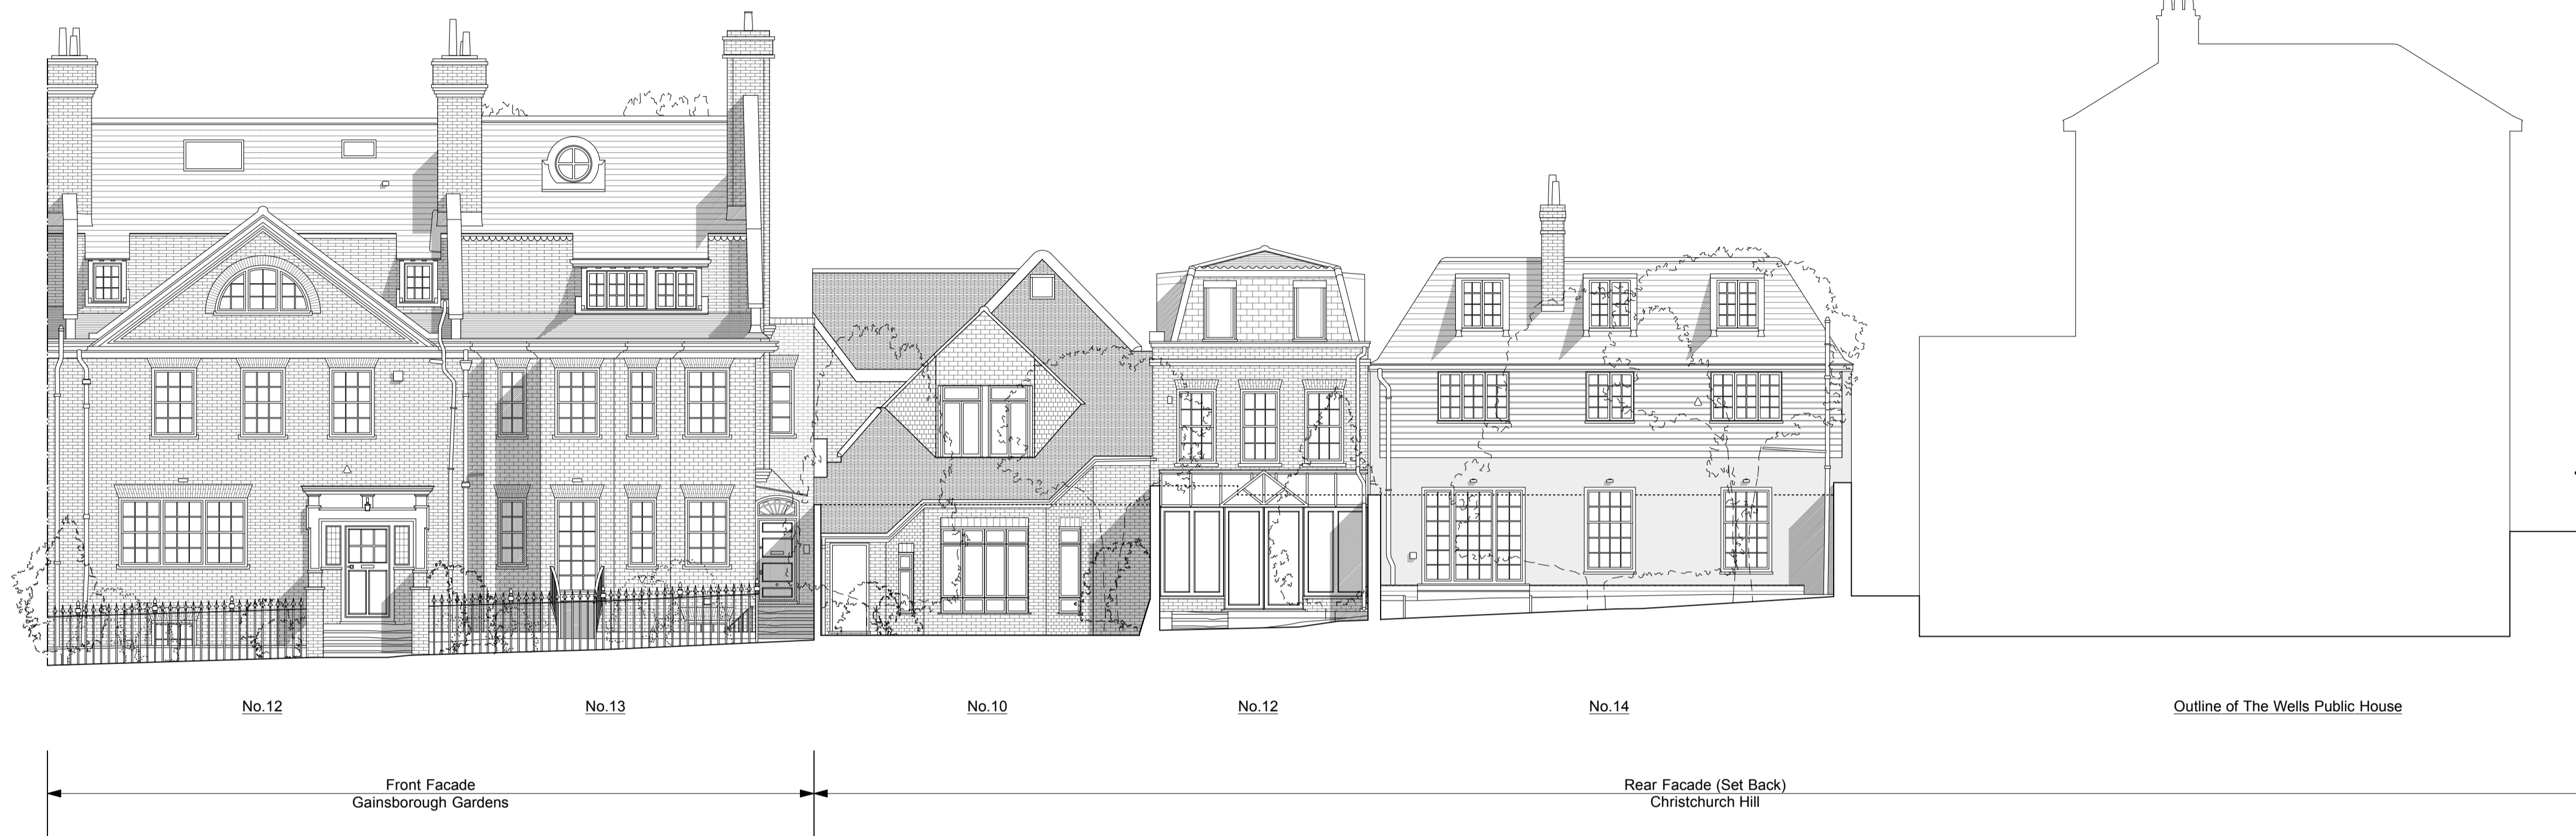 No.12
No.13
No.10
No.12
No.14
Outline of The Wells Public House
Front Facade
Gainsborough Gardens
Rear Facade (Set Back)
Christchurch Hill